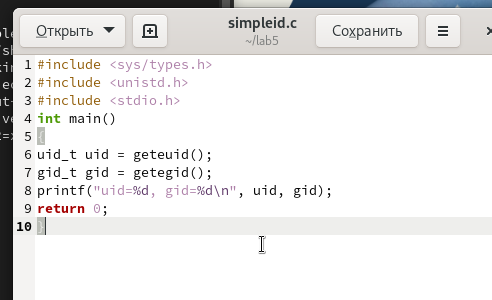 Открыть
simpleid.c
~/lab5
Сохранить
1 #include <sys/types.h>
2 #include <unistd.h>
3 #include <stdio.h>
4 int main()
5 {
6 uid_t uid = geteuid();
7 gid_t gid = getegid();
8 printf("uid=%d, gid=%d\n", uid, gid);
9 return 0;
10 }